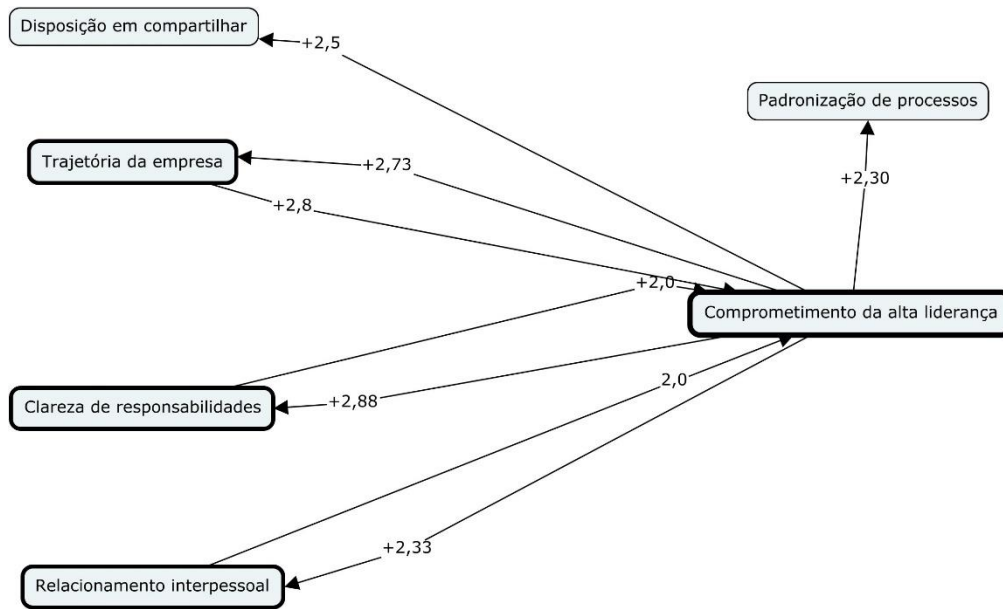 Disposição em compartilhar
+2,5
Padronização de processos
Trajetória da empresa
+2,73
+2,30
+2,8
+2,0
Comprometimento da alta liderança
Clareza de responsabilidades
+2,88
2,0
+2,33
Relacionamento interpessoal